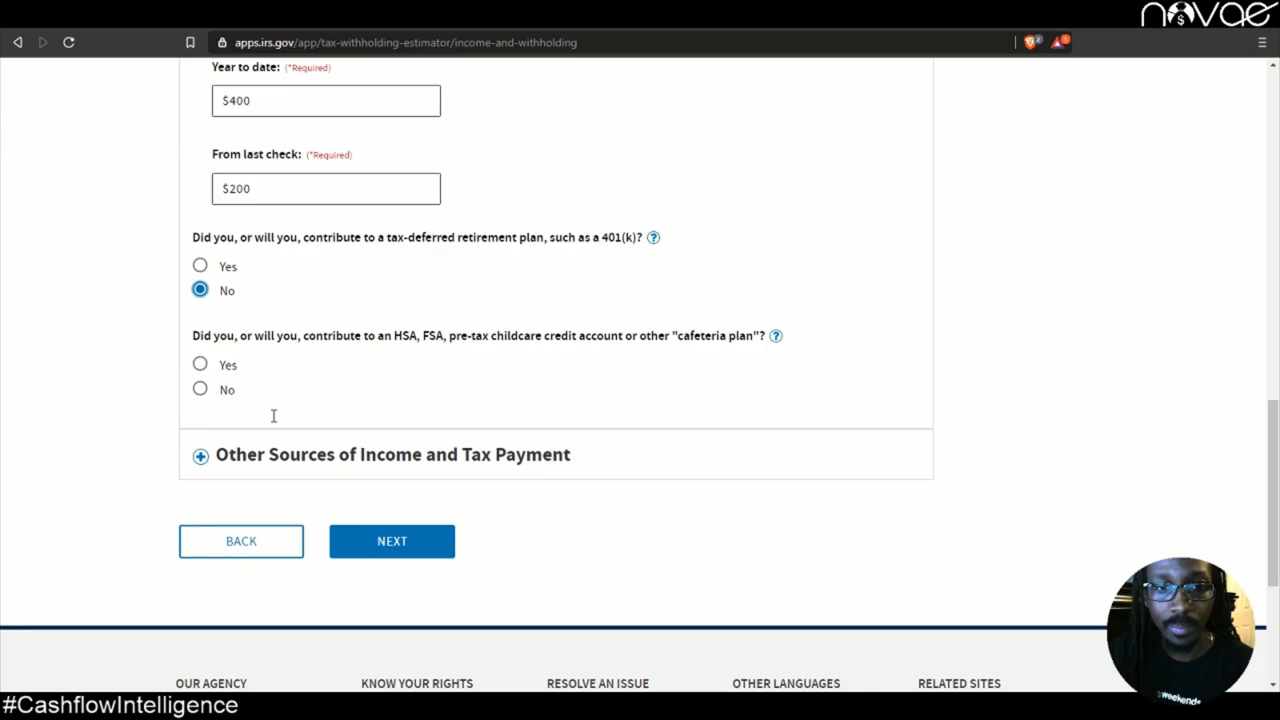 novae
apps.irs.gov/app/tax-withholding-estimator/income-and-withholding
Year to date: (*Required)
$400
From last check: (*Required)
$200
Did you, or will you, contribute to a tax-deferred retirement plan, such as a 401(k)? ?
Yes
No
Did you, or will you, contribute to an HSA, FSA, pre-tax childcare credit account or other "cafeteria plan"? ?
Yes
No
Other Sources of Income and Tax Payment
BACK
NEXT
OUR AGENCY
KNOW YOUR RIGHTS
RESOLVE AN ISSUE
OTHER LANGUAGES
RELATED SITES
weekend
#CashflowIntelligence